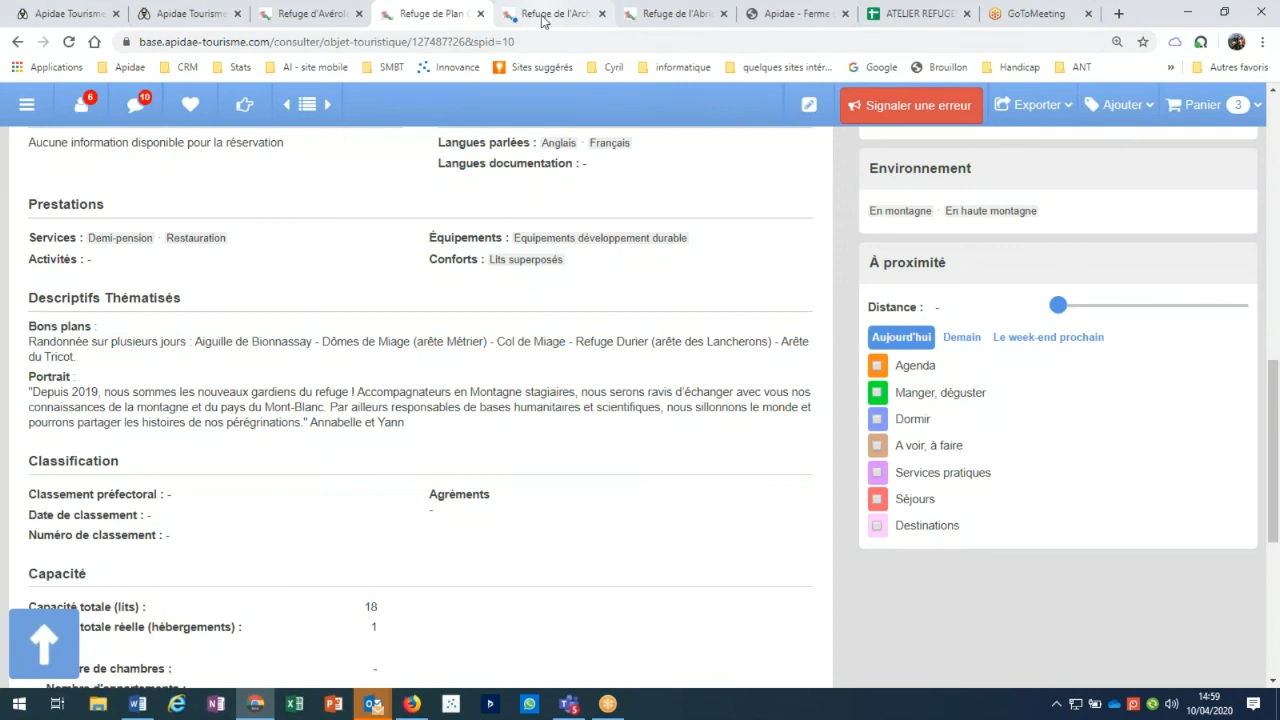 Apidae Tourisme
Apidae Tourisme
Refuge d'Avérole
Refuge de Plan
Refuge de l'Arc
Refuge de l'Abri
Apidae - Ferme
ATELIER REFUGE
GoToMeeting
base.apidae-tourisme.com/consulter/objet-touristique/127487?26&spid=10
Applications Apidae CRM Stats AI - site mobile SMBT Innovance Sites suggérés Cyril informatique quelques sites intér... Google Brouillon Handicap ANT » Autres favoris
6 10 Signaler une erreur Exporter Ajouter Panier 3
Aucune information disponible pour la réservation
Langues parlées : Anglais · Français
Langues documentation : -
Prestations
Services : Demi-pension · Restauration
Équipements : Equipements développement durable
Activités : -
Conforts : Lits superposés
Descriptifs Thématisés
Bons plans :
Randonnée sur plusieurs jours : Aiguille de Bionnassay - Dômes de Miage (arête Métrier) - Col de Miage - Refuge Durier (arête des Lancherons) - Arête
du Tricot.
Portrait :
"Depuis 2019, nous sommes les nouveaux gardiens du refuge ! Accompagnateurs en Montagne stagiaires, nous serons ravis d'échanger avec vous nos
connaissances de la montagne et du pays du Mont-Blanc. Par ailleurs responsables de bases humanitaires et scientifiques, nous sillonnons le monde et
pourrons partager les histoires de nos pérégrinations." Annabelle et Yann
Classification
Classement préfectoral : -
Agréments
-
Date de classement : -
Numéro de classement : -
Capacité
Capacité totale (lits) : 18
totale réelle (hébergements) : 1
re de chambres : -
Environnement
En montagne · En haute montagne
À proximité
Distance : -
Aujourd'hui Demain Le week-end prochain
Agenda
Manger, déguster
Dormir
A voir, à faire
Services pratiques
Séjours
Destinations
14:59
10/04/2020